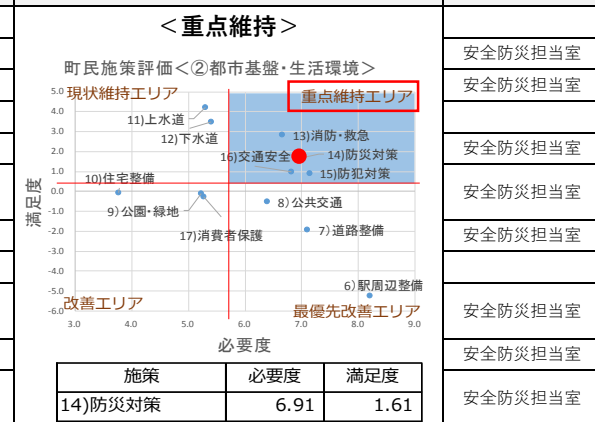 ＜重点維持＞
町民施策評価＜②都市基盤・生活環境＞
満足度
5.0
4.0
3.0
2.0
1.0
0.0
-1.0
-2.0
-3.0
-4.0
-5.0
-6.0
現状維持エリア
重点維持エリア
11)上水道
12)下水道
13)消防・救急
16)交通安全
14)防災対策
15)防犯対策
10)住宅整備
9）公園・緑地
8）公共交通
17)消費者保護
7）道路整備
6）駅周辺整備
改善エリア
最優先改善エリア
3.0 4.0 5.0 6.0 7.0 8.0 9.0
必要度
施策 必要度 満足度
14)防災対策 6.91 1.61
安全防災担当室
安全防災担当室
安全防災担当室
安全防災担当室
安全防災担当室
安全防災担当室
安全防災担当室
安全防災担当室